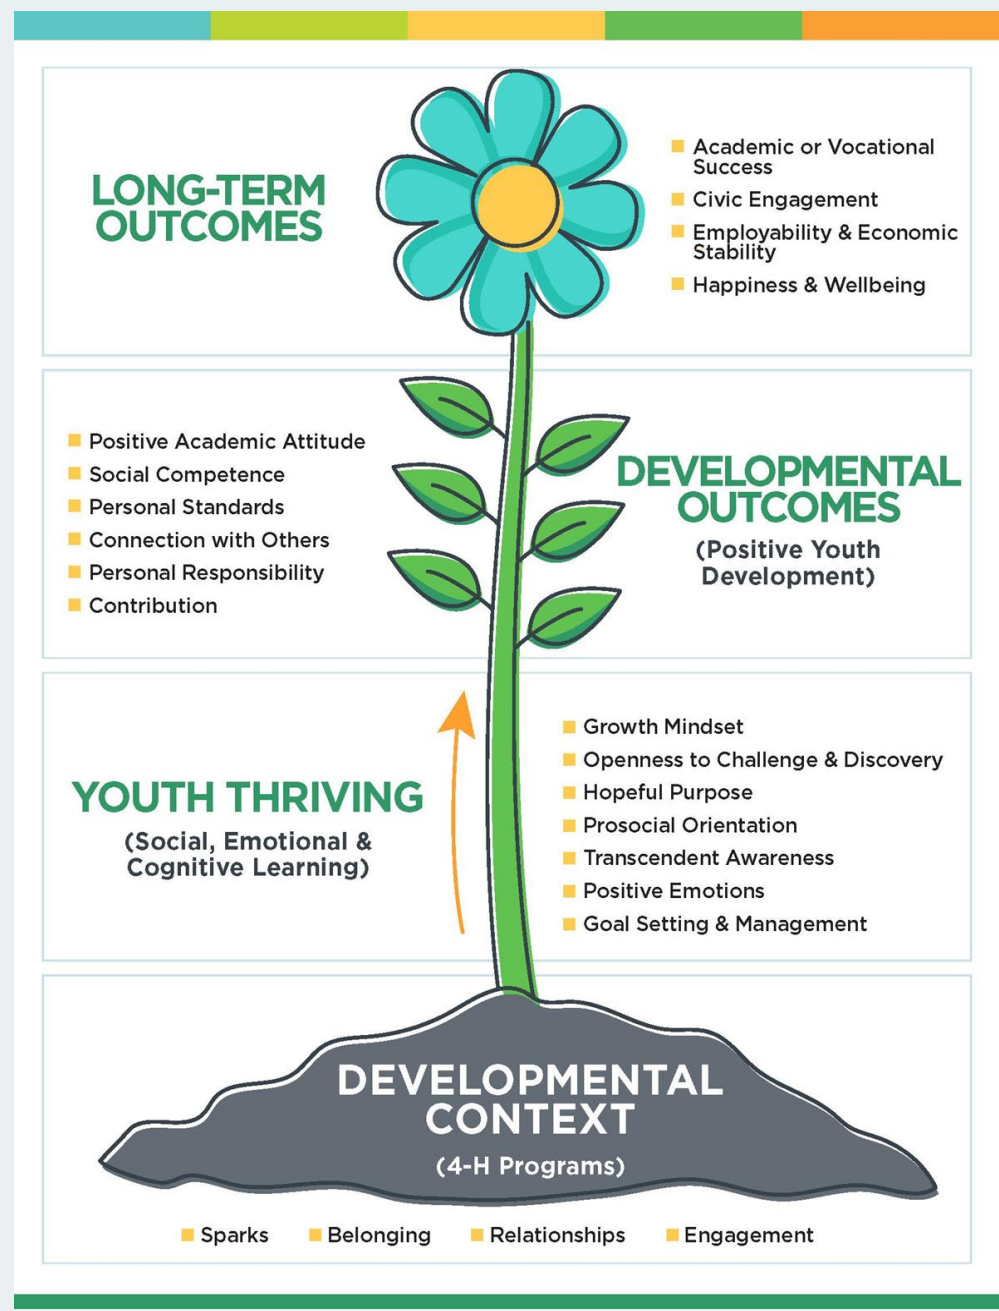 LONG-TERM
OUTCOMES
Academic or Vocational
Success
Civic Engagement
Employability & Economic
Stability
Happiness & Wellbeing
Positive Academic Attitude
Social Competence
Personal Standards
Connection with Others
Personal Responsibility
Contribution
DEVELOPMENTAL
OUTCOMES
(Positive Youth
Development)
YOUTH THRIVING
(Social, Emotional &
Cognitive Learning)
Growth Mindset
Openness to Challenge & Discovery
Hopeful Purpose
Prosocial Orientation
Transcendent Awareness
Positive Emotions
Goal Setting & Management
DEVELOPMENTAL
CONTEXT
(4-H Programs)
Sparks
Belonging
Relationships
Engagement